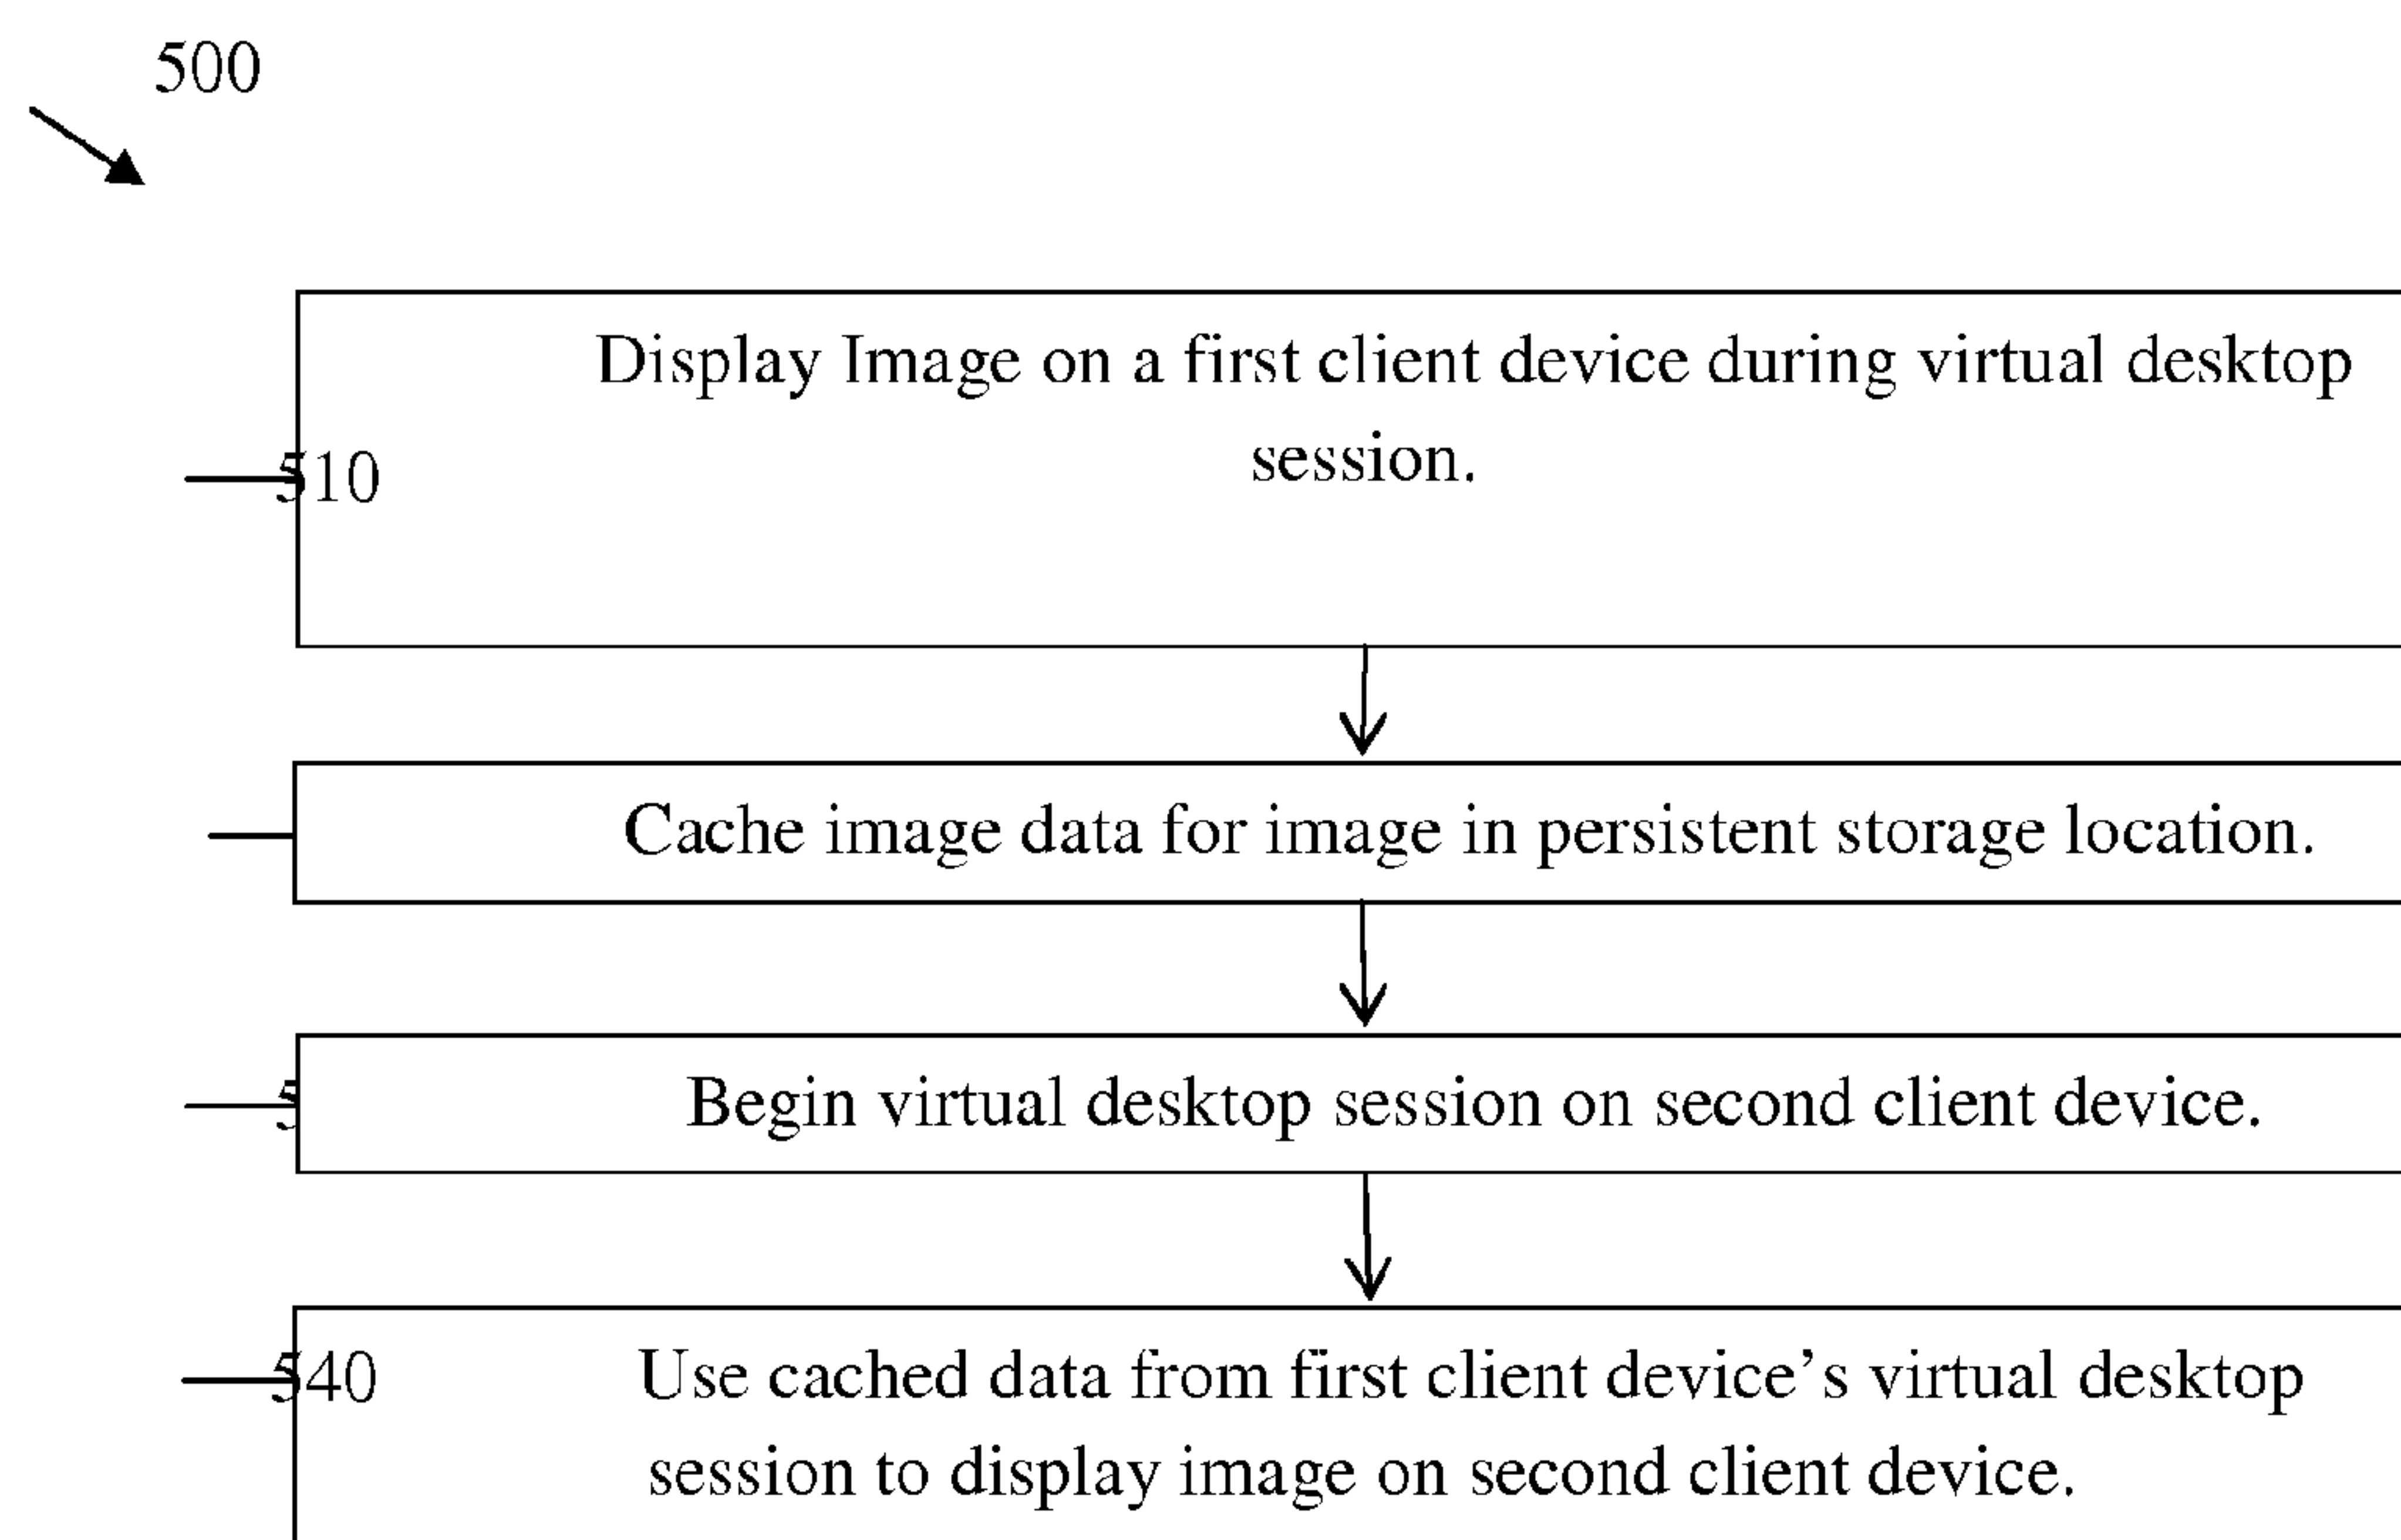 500
Display Image on a first client device during virtual desktop
session.
510
Cache image data for image in persistent storage location.
Begin virtual desktop session on second client device.
540
Use cached data from first client device’s virtual desktop
session to display image on second client device.